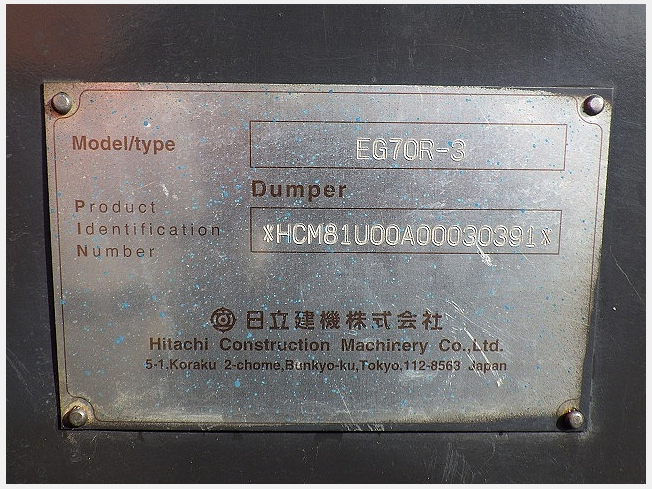 Model/type EG70R-3
Dumper
Product
Identification
Number
*HCM81U00A00030391*
日立建機株式会社
Hitachi Construction Machinery Co.,Ltd.
5-1,Koraku 2-chome,Bunkyo-ku,Tokyo,112-8563 Japan